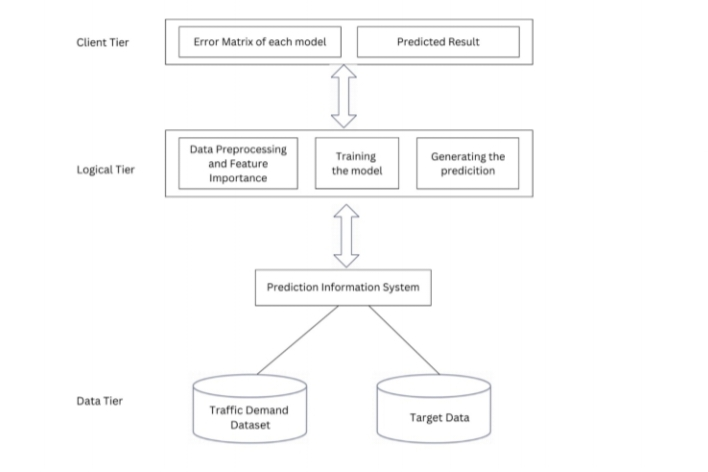 Client Tier
Error Matrix of each model
Predicted Result
Logical Tier
Data Preprocessing
and Feature
Importance
Training
the model
Generating the
predicition
Prediction Information System
Data Tier
Traffic Demand
Dataset
Target Data